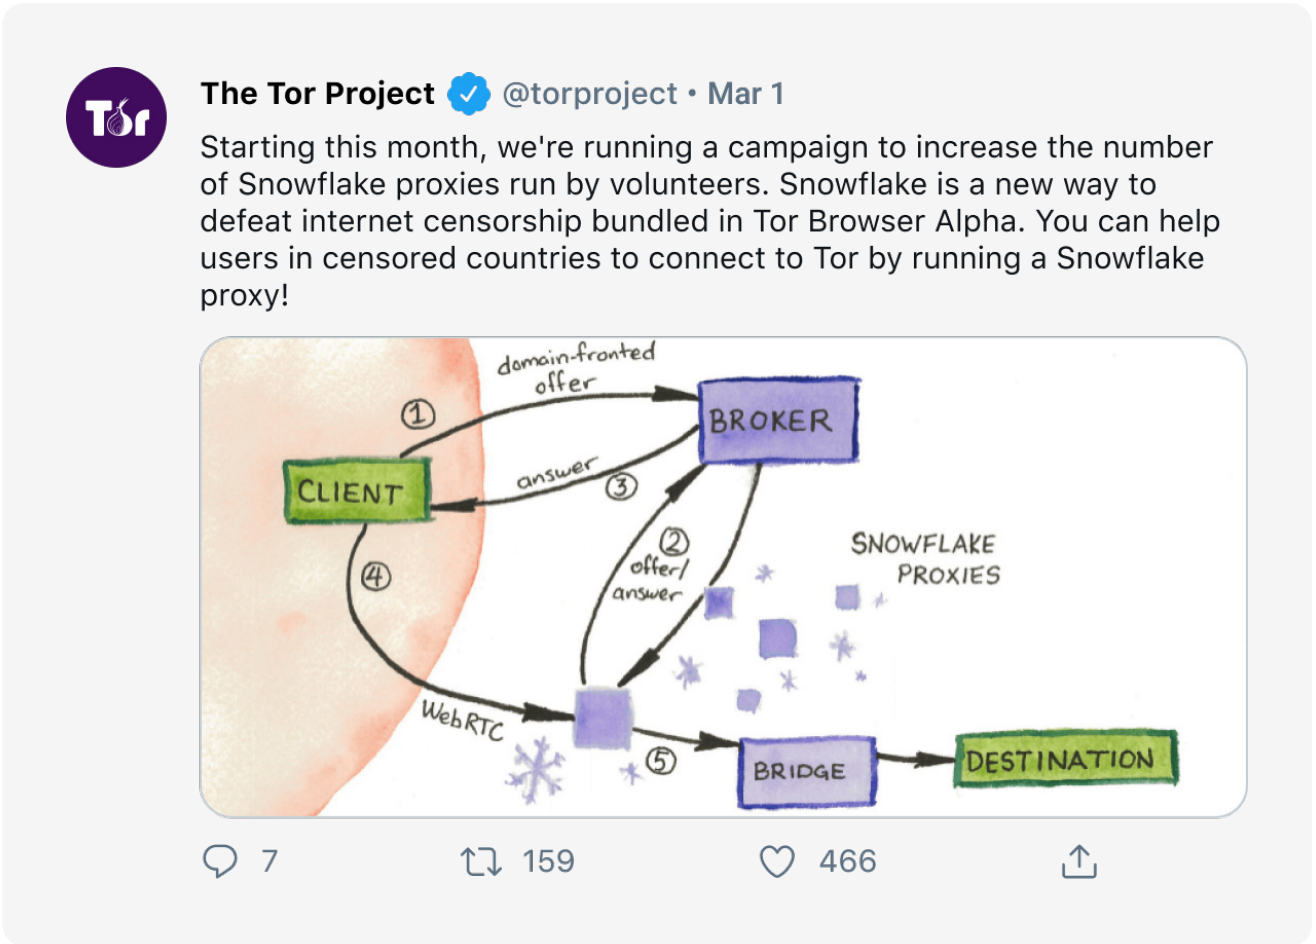 Tor
The Tor Project @torproject • Mar 1
Starting this month, we're running a campaign to increase the number
of Snowflake proxies run by volunteers. Snowflake is a new way to
defeat internet censorship bundled in Tor Browser Alpha. You can help
users in censored countries to connect to Tor by running a Snowflake
proxy!
domain-fronted
offer
1
BROKER
CLIENT
answer
3
2
offer/
answer
4
SNOWFLAKE
PROXIES
WebRTC
5
BRIDGE
DESTINATION
7 159 466